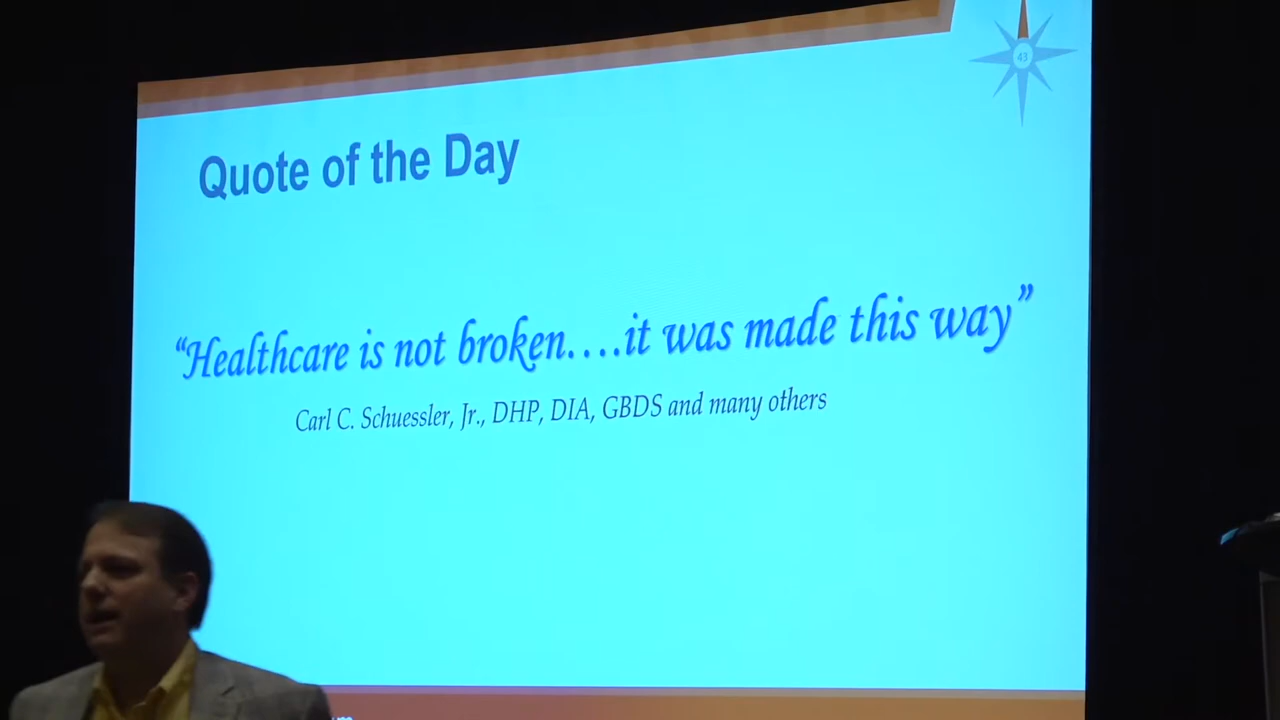 43
Quote of the Day
“Healthcare is not broken....it was made this way”
Carl C. Schuessler, Jr., DHP, DIA, GBDS and many others